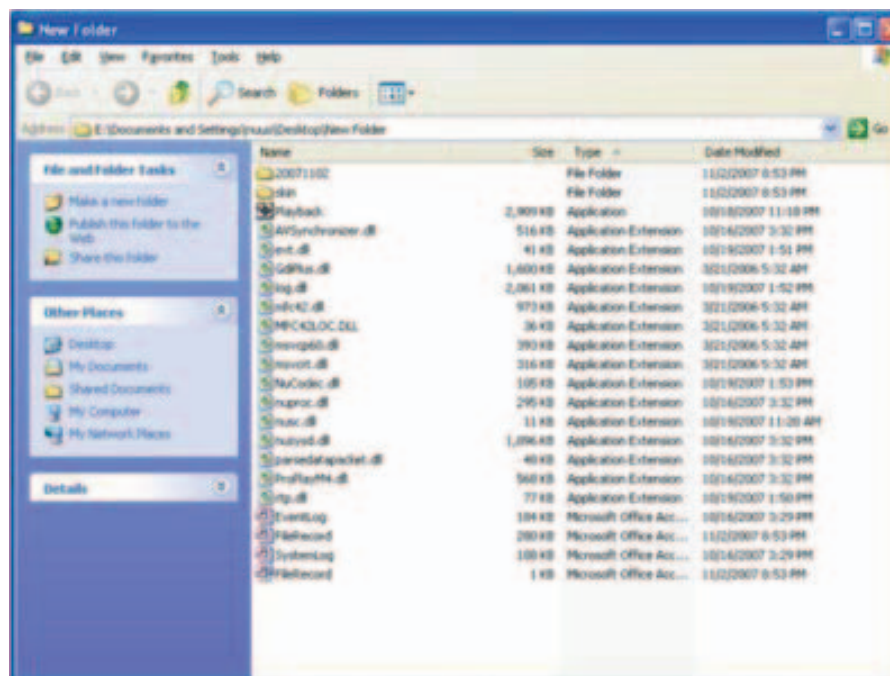 New Folder
File Edit View Favorites Tools Help
Back Search Folders
Address E:\Documents and Settings\nuuo\Desktop\New Folder Go
File and Folder Tasks
Make a new folder
Publish this folder to the Web
Share this folder
Other Places
Desktop
My Documents
Shared Documents
My Computer
My Network Places
Details
Name Size Type Date Modified
20071102 File Folder 11/2/2007 8:53 PM
skin File Folder 11/2/2007 8:53 PM
Playback 2,909 KB Application 10/18/2007 11:18 PM
AVSynchronizer.dll 516 KB Application Extension 10/16/2007 3:32 PM
evt.dll 41 KB Application Extension 10/19/2007 1:51 PM
GdiPlus.dll 1,600 KB Application Extension 3/21/2006 5:32 AM
log.dll 2,061 KB Application Extension 10/19/2007 1:52 PM
mfc42.dll 973 KB Application Extension 3/21/2006 5:32 AM
MFC42LOC.DLL 36 KB Application Extension 3/21/2006 5:32 AM
msvcp60.dll 393 KB Application Extension 3/21/2006 5:32 AM
msvcrt.dll 316 KB Application Extension 3/21/2006 5:32 AM
NuCodec.dll 105 KB Application Extension 10/19/2007 1:53 PM
nuproc.dll 295 KB Application Extension 10/16/2007 3:32 PM
nusc.dll 11 KB Application Extension 10/19/2007 11:20 AM
1,096 KB Application Extension 10/16/2007 3:32 PM
parsedatapacket.dll 40 KB Application Extension 10/16/2007 3:32 PM
ProPlayM4.dll 560 KB Application Extension 10/16/2007 3:32 PM
rtp.dll 77 KB Application Extension 10/19/2007 1:50 PM
EventLog 184 KB Microsoft Office Acc... 10/16/2007 3:29 PM
FileRecord 280 KB Microsoft Office Acc... 11/2/2007 8:53 PM
SystemLog 188 KB Microsoft Office Acc... 10/16/2007 3:29 PM
FileRecord 1 KB Microsoft Office Acc... 11/2/2007 8:53 PM